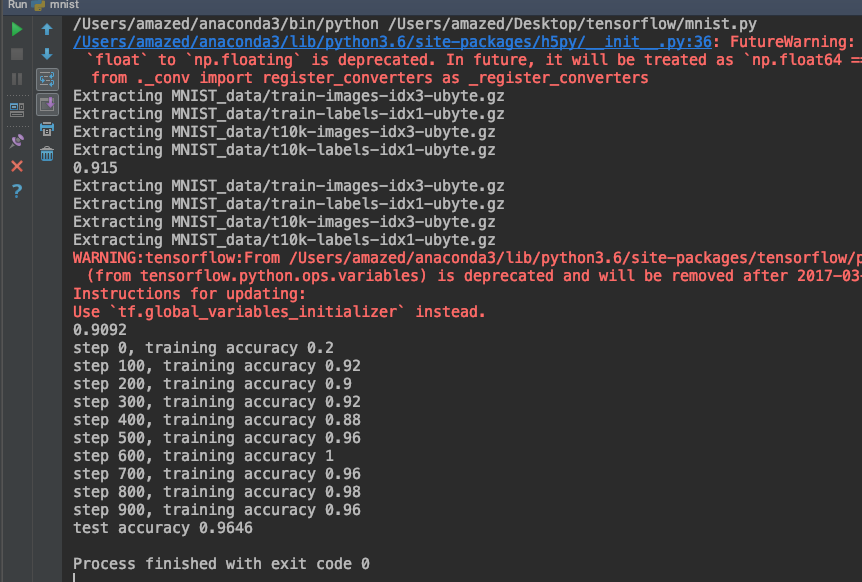 Run mnist
/Users/amazed/anaconda3/bin/python /Users/amazed/Desktop/tensorflow/mnist.py
/Users/amazed/anaconda3/lib/python3.6/site-packages/h5py/__init__.py:36: FutureWarning:
`float` to `np.floating` is deprecated. In future, it will be treated as `np.float64 ==
from ._conv import register_converters as _register_converters
Extracting MNIST_data/train-images-idx3-ubyte.gz
Extracting MNIST_data/train-labels-idx1-ubyte.gz
Extracting MNIST_data/t10k-images-idx3-ubyte.gz
Extracting MNIST_data/t10k-labels-idx1-ubyte.gz
0.915
Extracting MNIST_data/train-images-idx3-ubyte.gz
Extracting MNIST_data/train-labels-idx1-ubyte.gz
Extracting MNIST_data/t10k-images-idx3-ubyte.gz
Extracting MNIST_data/t10k-labels-idx1-ubyte.gz
WARNING:tensorflow:From /Users/amazed/anaconda3/lib/python3.6/site-packages/tensorflow/p
(from tensorflow.python.ops.variables) is deprecated and will be removed after 2017-03-
Instructions for updating:
Use `tf.global_variables_initializer` instead.
0.9092
step 0, training accuracy 0.2
step 100, training accuracy 0.92
step 200, training accuracy 0.9
step 300, training accuracy 0.92
step 400, training accuracy 0.88
step 500, training accuracy 0.96
step 600, training accuracy 1
step 700, training accuracy 0.96
step 800, training accuracy 0.98
step 900, training accuracy 0.96
test accuracy 0.9646
Process finished with exit code 0